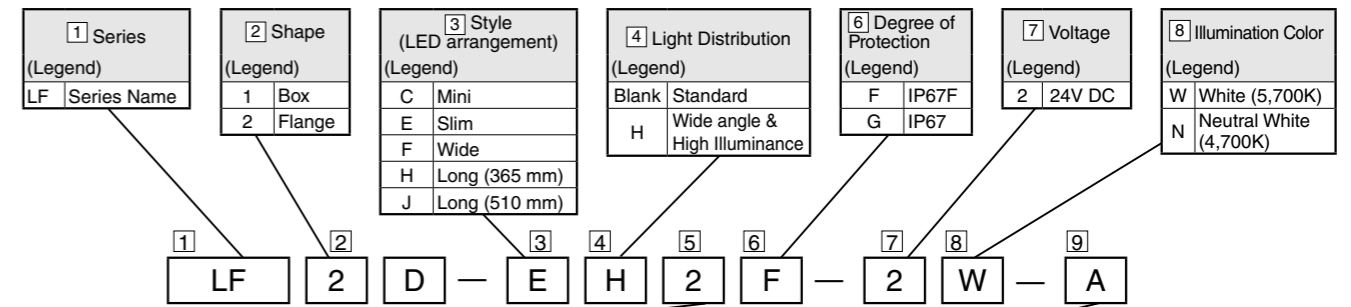 1 Series
(Legend)
LF Series Name
2 Shape
(Legend)
1 Box
2 Flange
3 Style
(LED arrangement)
(Legend)
C Mini
E Slim
F Wide
H Long (365 mm)
J Long (510 mm)
4 Light Distribution
(Legend)
Blank Standard
H Wide angle &
High Illuminance
6 Degree of
Protection
(Legend)
F IP67F
G IP67
7 Voltage
(Legend)
2 24V DC
8 Illumination Color
(Legend)
W White (5,700K)
N Neutral White
(4,700K)
1 2 3 4 5 6 7 8 9
LF 2 D — E H 2 F — 2 W — A